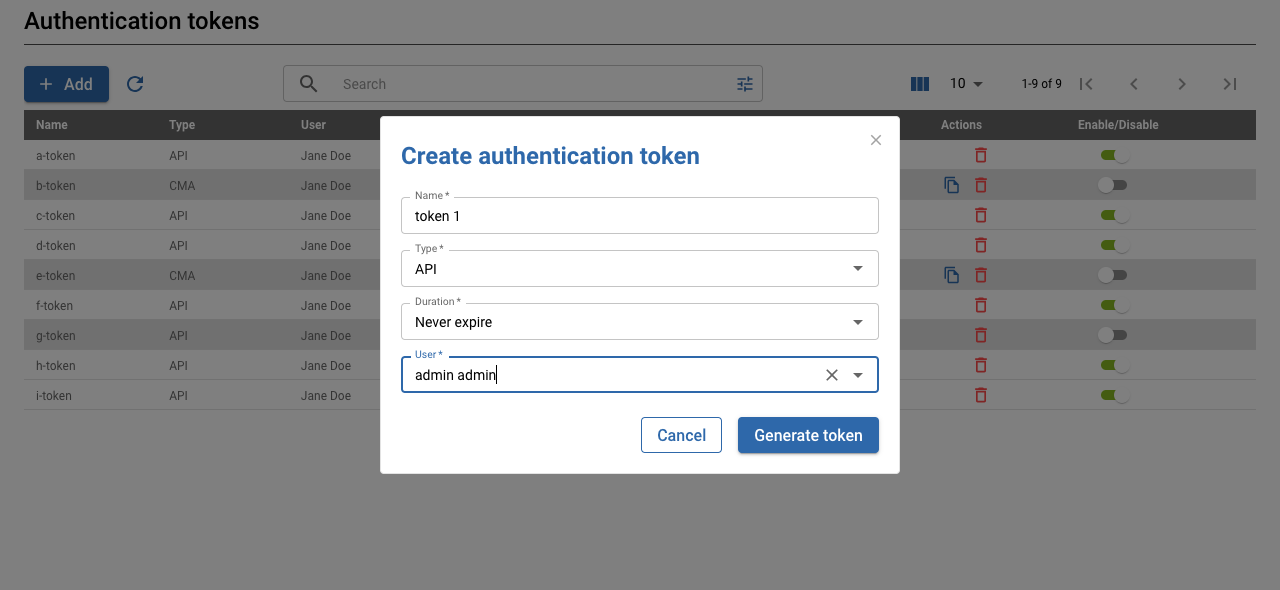 Authentication tokens
Add
Search
10
1-9 of 9
Name Type User Actions Enable/Disable
a-token API Jane Doe
b-token CMA Jane Doe
c-token API Jane Doe
d-token API Jane Doe
e-token CMA Jane Doe
f-token API Jane Doe
g-token API Jane Doe
h-token API Jane Doe
i-token API Jane Doe
Create authentication token
Name *
token 1
Type *
API
Duration *
Never expire
User *
admin admin
Cancel
Generate token